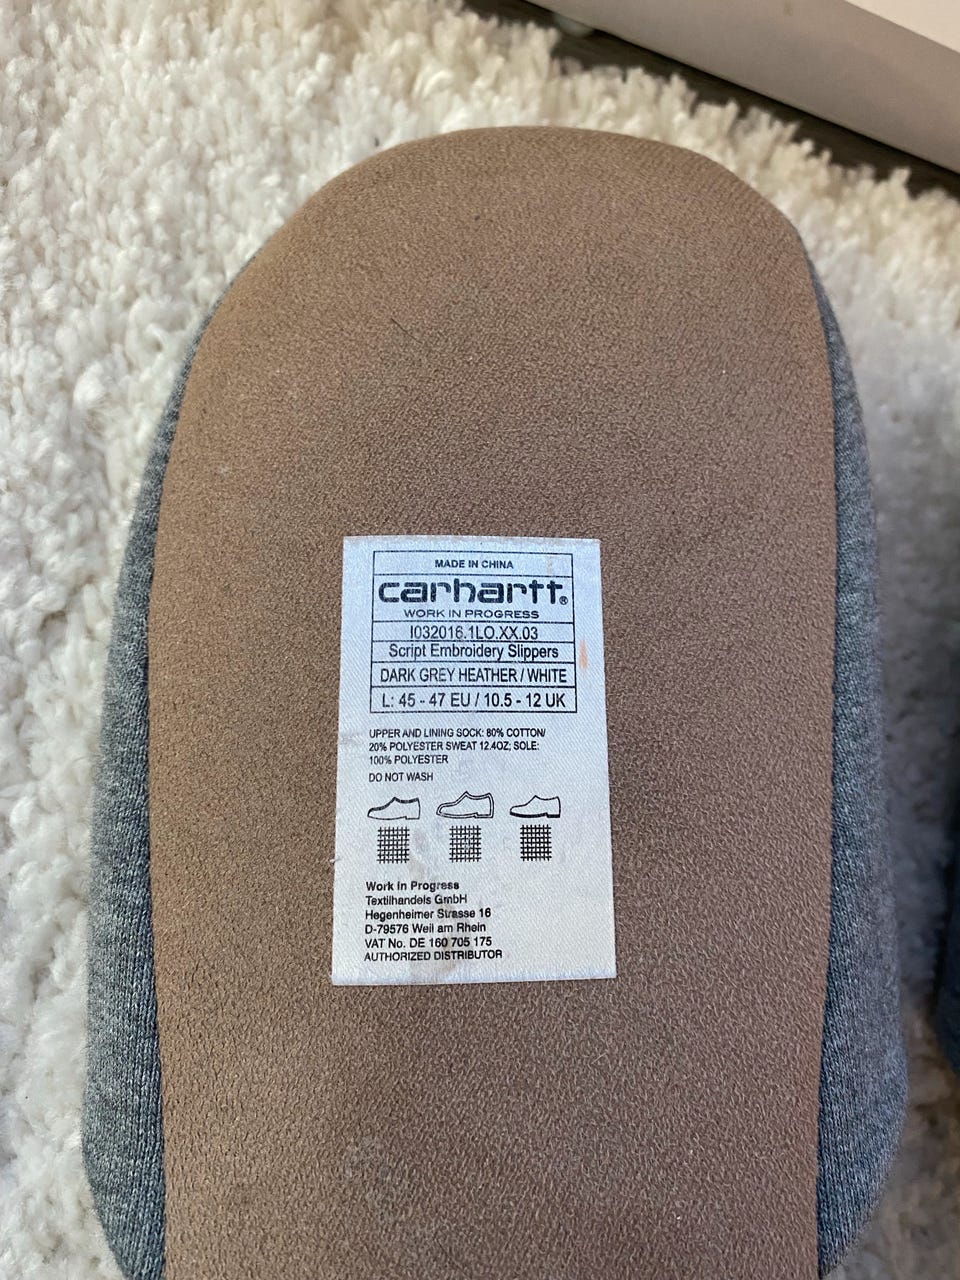 MADE IN CHINA
carhartt®
WORK IN PROGRESS
I032016.1LO.XX.03
Script Embroidery Slippers
DARK GREY HEATHER / WHITE
L: 45 - 47 EU / 10.5 - 12 UK
UPPER AND LINING SOCK: 80% COTTON/
20% POLYESTER SWEAT 12.4OZ; SOLE:
100% POLYESTER
DO NOT WASH
Work In Progress
Textilhandels GmbH
Hegenheimer Strasse 16
D-79576 Weil am Rhein
VAT No. DE 160 705 175
AUTHORIZED DISTRIBUTOR